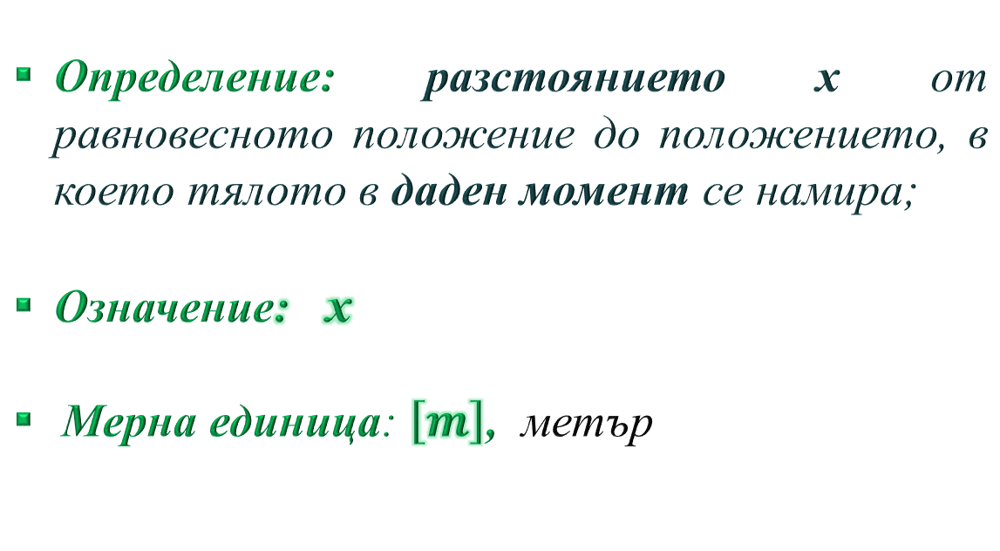 ▪ Определение: разстоянието x от
равновесното положение до положението, в
което тялото в даден момент се намира;
▪ Означение: x
▪ Мерна единица: [m], метър